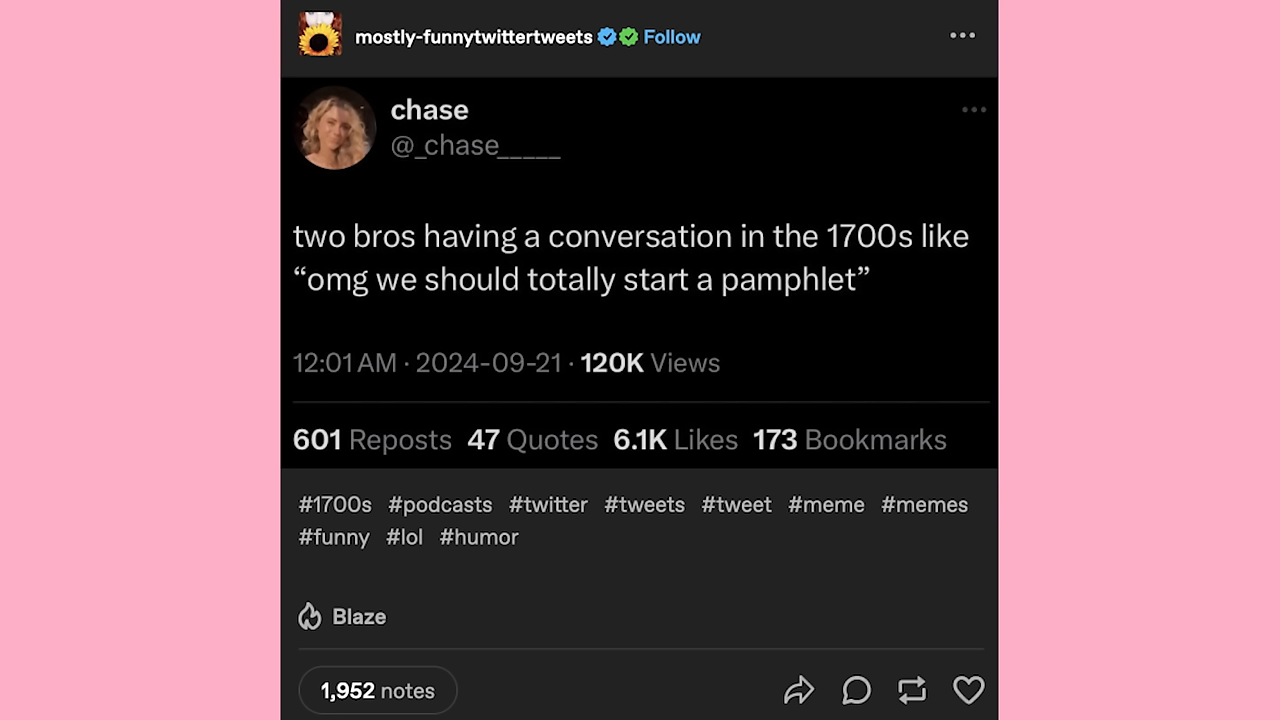 mostly-funnytwittertweets Follow
chase
@_chase_____
two bros having a conversation in the 1700s like
“omg we should totally start a pamphlet”
12:01 AM · 2024-09-21 · 120K Views
601 Reposts 47 Quotes 6.1K Likes 173 Bookmarks
#1700s #podcasts #twitter #tweets #tweet #meme #memes
#funny #lol #humor
Blaze
1,952 notes